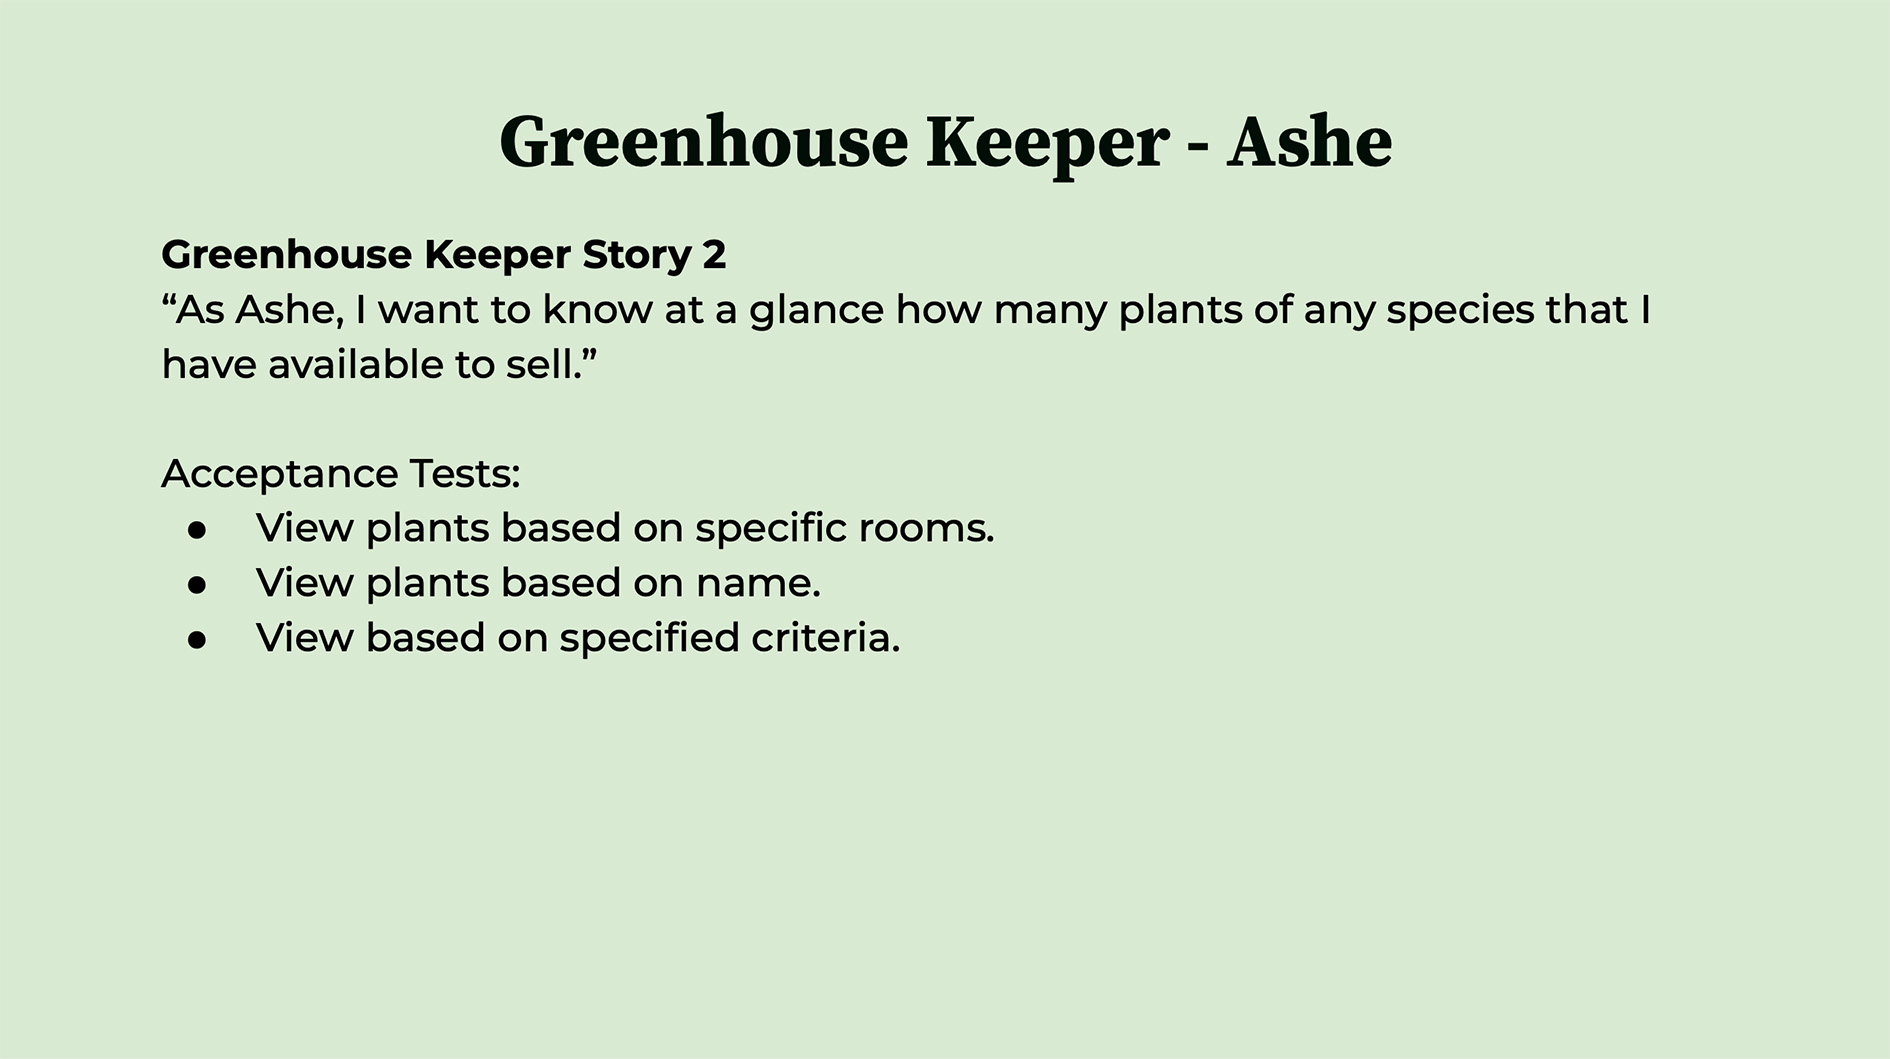 Greenhouse Keeper - Ashe
Greenhouse Keeper Story 2
“As Ashe, I want to know at a glance how many plants of any species that I
have available to sell.”
Acceptance Tests:
● View plants based on specific rooms.
● View plants based on name.
● View based on specified criteria.